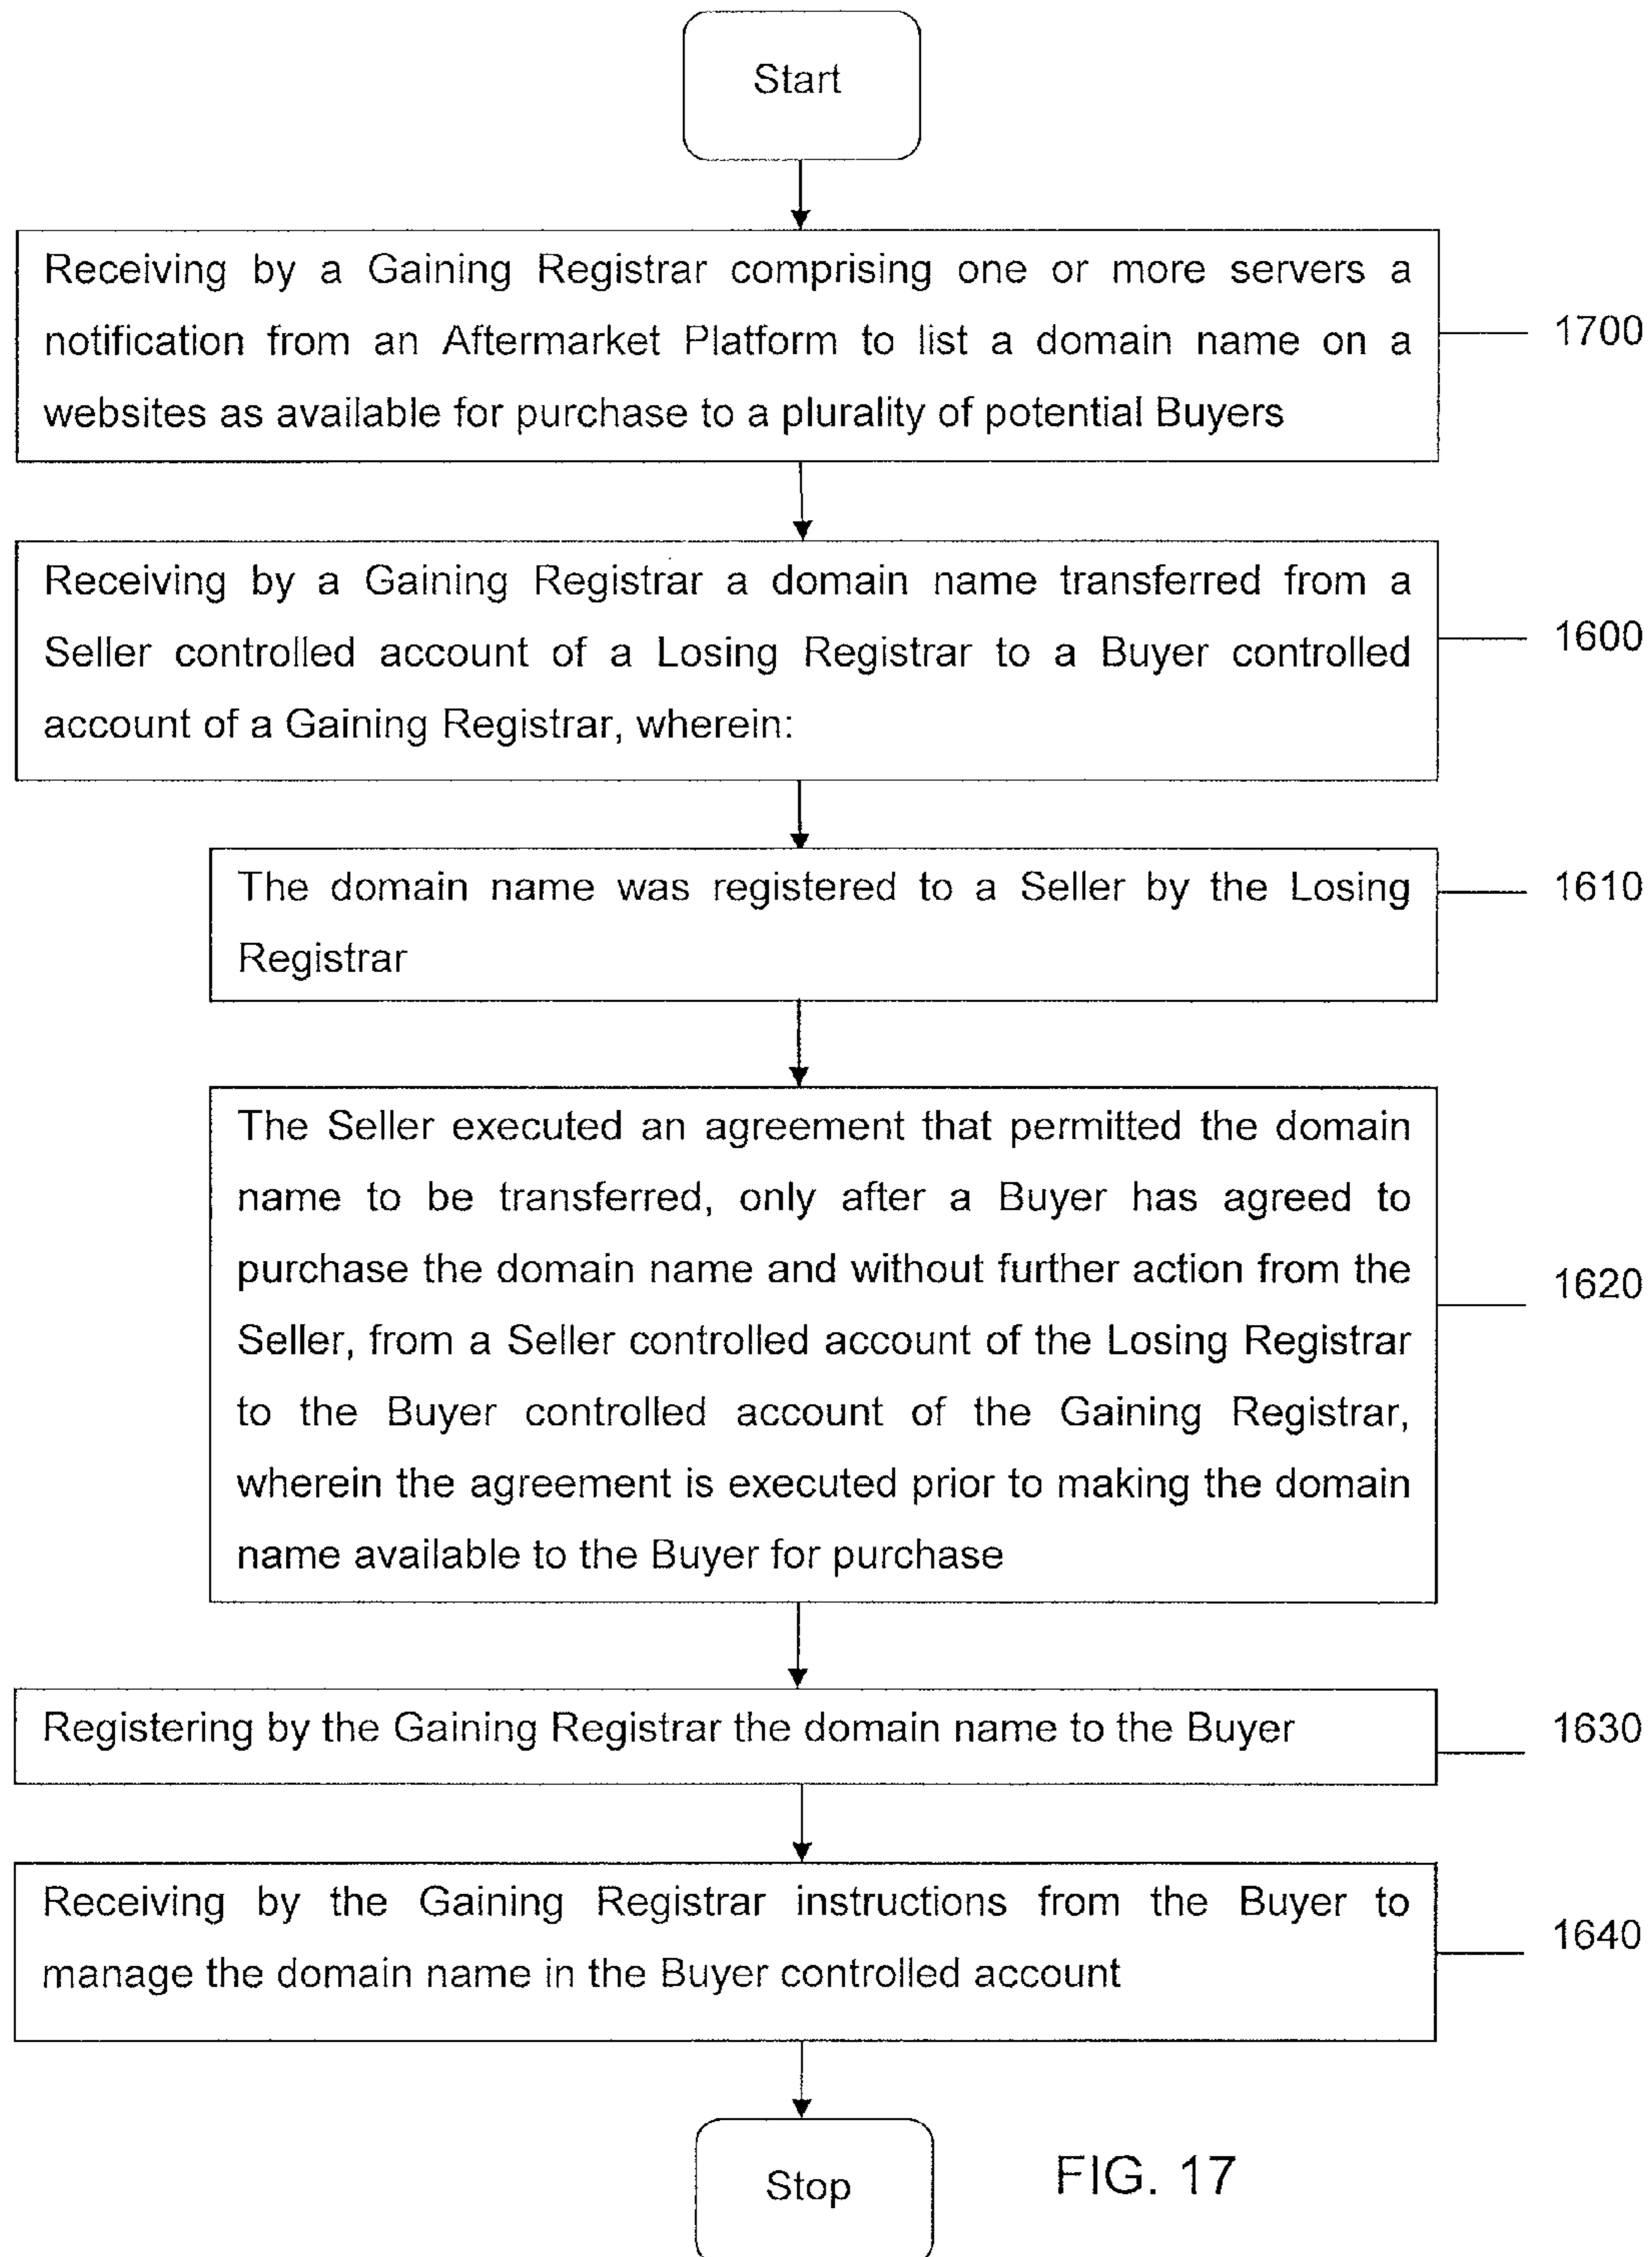 Start
Receiving by a Gaining Registrar comprising one or more servers a
notification from an Aftermarket Platform to list a domain name on a
websites as available for purchase to a plurality of potential Buyers
1700
Receiving by a Gaining Registrar a domain name transferred from a
Seller controlled account of a Losing Registrar to a Buyer controlled
account of a Gaining Registrar, wherein:
1600
The domain name was registered to a Seller by the Losing
Registrar
1610
The Seller executed an agreement that permitted the domain
name to be transferred, only after a Buyer has agreed to
purchase the domain name and without further action from the
Seller, from a Seller controlled account of the Losing Registrar
to the Buyer controlled account of the Gaining Registrar,
wherein the agreement is executed prior to making the domain
name available to the Buyer for purchase
1620
Registering by the Gaining Registrar the domain name to the Buyer
1630
Receiving by the Gaining Registrar instructions from the Buyer to
manage the domain name in the Buyer controlled account
1640
Stop
FIG. 17